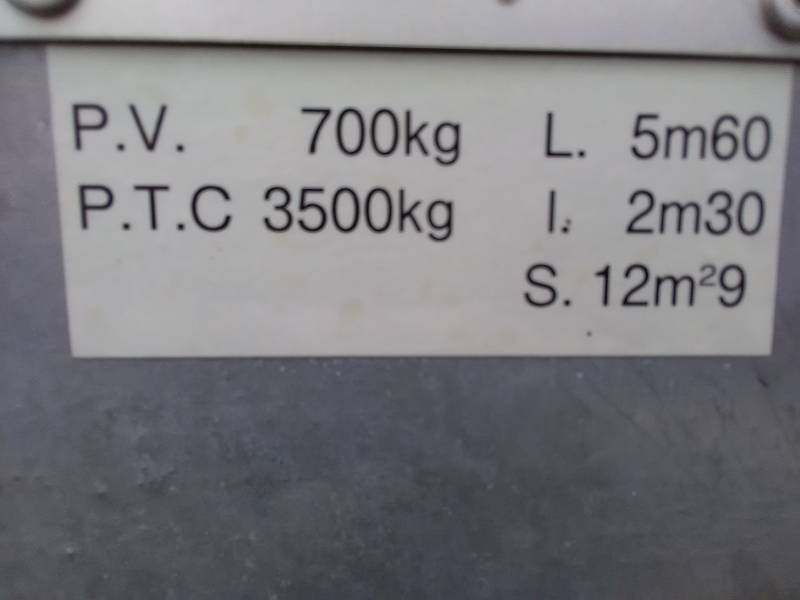 P.V. 700kg L. 5m60
P.T.C 3500kg l. 2m30
S. 12m²9